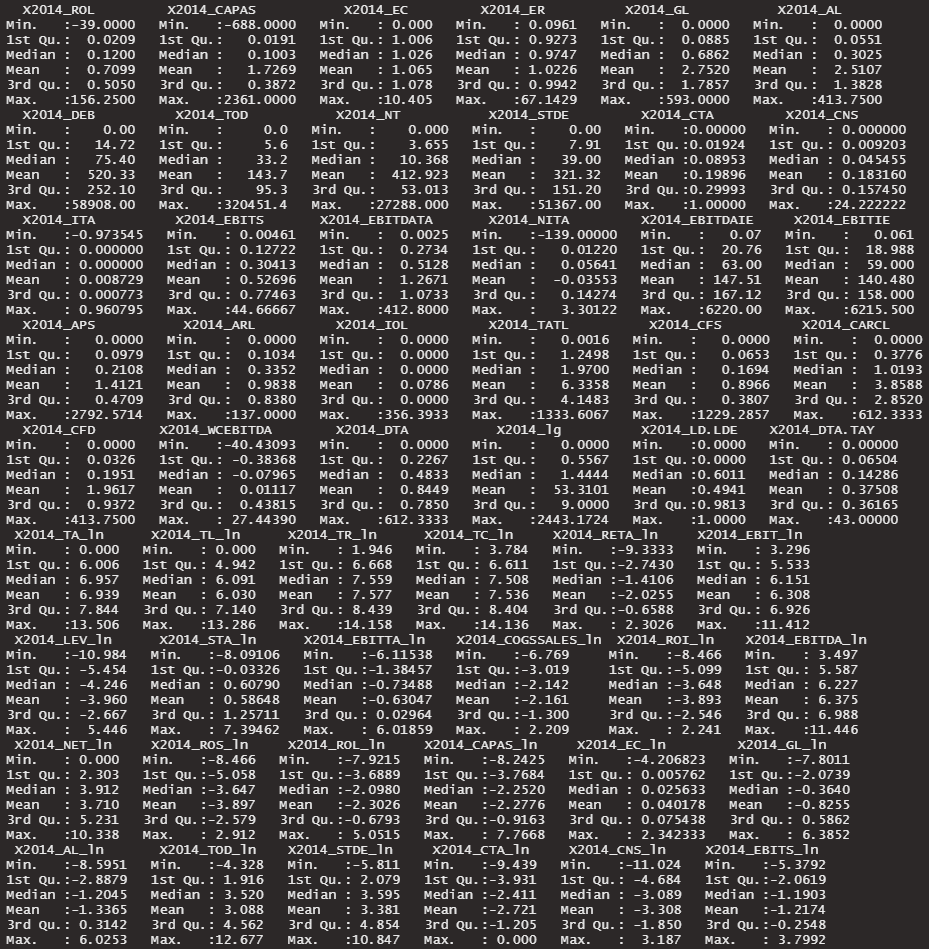 X2014_ROL X2014_CAPAS X2014_EC X2014_ER X2014_GL X2014_AL
Min. :-39.0000 Min. :-688.0000 Min. : 0.000 Min. : 0.0961 Min. : 0.0000 Min. : 0.0000
1st Qu.: 0.0209 1st Qu.: 0.0191 1st Qu.: 1.006 1st Qu.: 0.9273 1st Qu.: 0.0885 1st Qu.: 0.0551
Median : 0.1200 Median : 0.1003 Median : 1.026 Median : 0.9747 Median : 0.6862 Median : 0.3025
Mean : 0.7099 Mean : 1.7269 Mean : 1.065 Mean : 1.0226 Mean : 2.7520 Mean : 2.5107
3rd Qu.: 0.5050 3rd Qu.: 0.3872 3rd Qu.: 1.078 3rd Qu.: 0.9942 3rd Qu.: 1.7857 3rd Qu.: 1.3828
Max. :156.2500 Max. :2361.0000 Max. :10.405 Max. :67.1429 Max. :593.0000 Max. :413.7500
X2014_DEB X2014_TOD X2014_NT X2014_STDE X2014_CTA X2014_CNS
Min. : 0.00 Min. : 0.0 Min. : 0.000 Min. : 0.00 Min. :0.00000 Min. : 0.000000
1st Qu.: 14.72 1st Qu.: 5.6 1st Qu.: 3.655 1st Qu.: 7.91 1st Qu.:0.01924 1st Qu.: 0.009203
Median : 75.40 Median : 33.2 Median : 10.368 Median : 39.00 Median :0.08953 Median : 0.045455
Mean : 520.33 Mean : 143.7 Mean : 412.923 Mean : 321.32 Mean :0.19896 Mean : 0.183160
3rd Qu.: 252.10 3rd Qu.: 95.3 3rd Qu.: 53.013 3rd Qu.: 151.20 3rd Qu.:0.29993 3rd Qu.: 0.157450
Max. :58908.00 Max. :320451.4 Max. :27288.000 Max. :51367.00 Max. :1.00000 Max. :24.222222
X2014_ITA X2014_EBITS X2014_EBITDATA X2014_NITA X2014_EBITDAIE X2014_EBITIE
Min. :-0.973545 Min. : 0.00461 Min. : 0.0025 Min. :-139.00000 Min. : 0.07 Min. : 0.061
1st Qu.: 0.000000 1st Qu.: 0.12722 1st Qu.: 0.2734 1st Qu.: 0.01220 1st Qu.: 20.76 1st Qu.: 18.988
Median : 0.000000 Median : 0.30413 Median : 0.5128 Median : 0.05641 Median : 63.00 Median : 59.000
Mean : 0.008729 Mean : 0.52696 Mean : 1.2671 Mean : -0.03553 Mean : 147.51 Mean : 140.480
3rd Qu.: 0.000773 3rd Qu.: 0.77463 3rd Qu.: 1.0733 3rd Qu.: 0.14274 3rd Qu.: 167.12 3rd Qu.: 158.000
Max. : 0.960795 Max. :44.66667 Max. :412.8000 Max. : 3.30122 Max. :6220.00 Max. :6215.500
X2014_APS X2014_ARL X2014_IOL X2014_TATL X2014_CFS X2014_CARCL
Min. : 0.0000 Min. : 0.0000 Min. : 0.0000 Min. : 0.0016 Min. : 0.0000 Min. : 0.0000
1st Qu.: 0.0979 1st Qu.: 0.1034 1st Qu.: 0.0000 1st Qu.: 1.2498 1st Qu.: 0.0653 1st Qu.: 0.3776
Median : 0.2108 Median : 0.3352 Median : 0.0000 Median : 1.9700 Median : 0.1694 Median : 1.0193
Mean : 1.4121 Mean : 0.9838 Mean : 0.0786 Mean : 6.3358 Mean : 0.8966 Mean : 3.8588
3rd Qu.: 0.4709 3rd Qu.: 0.8380 3rd Qu.: 0.0000 3rd Qu.: 4.1483 3rd Qu.: 0.3807 3rd Qu.: 2.8520
Max. :2792.5714 Max. :137.0000 Max. :356.3933 Max. :1333.6067 Max. :1229.2857 Max. :612.3333
X2014_CFD X2014_WCEBITDA X2014_DTA X2014_lg X2014_LD.LDE X2014_DTA.TAY
Min. : 0.0000 Min. :-40.43093 Min. : 0.0000 Min. : 0.0000 Min. :0.0000 Min. : 0.00000
1st Qu.: 0.0326 1st Qu.: -0.38368 1st Qu.: 0.2267 1st Qu.: 0.5567 1st Qu.:0.0000 1st Qu.: 0.06504
Median : 0.1951 Median : -0.07965 Median : 0.4833 Median : 1.4444 Median :0.6011 Median : 0.14286
Mean : 1.9617 Mean : 0.01117 Mean : 0.8449 Mean : 53.3101 Mean :0.4941 Mean : 0.37508
3rd Qu.: 0.9372 3rd Qu.: 0.43815 3rd Qu.: 0.7850 3rd Qu.: 9.0000 3rd Qu.:0.9813 3rd Qu.: 0.36165
Max. :413.7500 Max. : 27.44390 Max. :612.3333 Max. :2443.1724 Max. :1.0000 Max. :43.00000
X2014_TA_ln X2014_TL_ln X2014_TR_ln X2014_TC_ln X2014_RETA_ln X2014_EBIT_ln
Min. : 0.000 Min. : 0.000 Min. : 1.946 Min. : 3.784 Min. :-9.3333 Min. : 3.296
1st Qu.: 6.006 1st Qu.: 4.942 1st Qu.: 6.668 1st Qu.: 6.611 1st Qu.:-2.7430 1st Qu.: 5.533
Median : 6.957 Median : 6.091 Median : 7.559 Median : 7.508 Median :-1.4106 Median : 6.151
Mean : 6.939 Mean : 6.030 Mean : 7.577 Mean : 7.536 Mean :-2.0255 Mean : 6.308
3rd Qu.: 7.844 3rd Qu.: 7.140 3rd Qu.: 8.439 3rd Qu.: 8.404 3rd Qu.:-0.6588 3rd Qu.: 6.926
Max. :13.506 Max. :13.286 Max. :14.158 Max. :14.136 Max. : 2.3026 Max. :11.412
X2014_LEV_ln X2014_STA_ln X2014_EBITTA_ln X2014_COGSSALES_ln X2014_ROI_ln X2014_EBITDA_ln
Min. :-10.984 Min. :-8.09106 Min. :-6.11538 Min. :-6.769 Min. :-8.466 Min. : 3.497
1st Qu.: -5.454 1st Qu.:-0.03326 1st Qu.:-1.38457 1st Qu.:-3.019 1st Qu.:-5.099 1st Qu.: 5.587
Median : -4.246 Median : 0.60790 Median :-0.73488 Median :-2.142 Median :-3.648 Median : 6.227
Mean : -3.960 Mean : 0.58648 Mean :-0.63047 Mean :-2.161 Mean :-3.893 Mean : 6.375
3rd Qu.: -2.667 3rd Qu.: 1.25711 3rd Qu.: 0.02964 3rd Qu.:-1.300 3rd Qu.:-2.546 3rd Qu.: 6.988
Max. : 5.446 Max. : 7.39462 Max. : 6.01859 Max. : 2.209 Max. : 2.241 Max. :11.446
X2014_NET_ln X2014_ROS_ln X2014_ROL_ln X2014_CAPAS_ln X2014_EC_ln X2014_GL_ln
Min. : 0.000 Min. :-8.466 Min. :-7.9215 Min. :-8.2425 Min. :-4.206823 Min. :-7.8011
1st Qu.: 2.303 1st Qu.:-5.058 1st Qu.:-3.6889 1st Qu.:-3.7684 1st Qu.: 0.005762 1st Qu.:-2.0739
Median : 3.912 Median :-3.647 Median :-2.0980 Median :-2.2520 Median : 0.025633 Median :-0.3640
Mean : 3.710 Mean :-3.897 Mean :-2.3026 Mean :-2.2776 Mean : 0.040178 Mean :-0.8255
3rd Qu.: 5.231 3rd Qu.:-2.579 3rd Qu.:-0.6793 3rd Qu.:-0.9163 3rd Qu.: 0.075438 3rd Qu.: 0.5862
Max. :10.338 Max. : 2.912 Max. : 5.0515 Max. : 7.7668 Max. : 2.342333 Max. : 6.3852
X2014_AL_ln X2014_TOD_ln X2014_STDE_ln X2014_CTA_ln X2014_CNS_ln X2014_EBITS_ln
Min. :-8.5951 Min. :-4.328 Min. :-5.811 Min. :-9.439 Min. :-11.024 Min. :-5.3792
1st Qu.:-2.8879 1st Qu.: 1.916 1st Qu.: 2.079 1st Qu.:-3.931 1st Qu.: -4.684 1st Qu.:-2.0619
Median :-1.2045 Median : 3.520 Median : 3.595 Median :-2.411 Median : -3.089 Median :-1.1903
Mean :-1.3365 Mean : 3.088 Mean : 3.381 Mean :-2.721 Mean : -3.308 Mean :-1.2174
3rd Qu.: 0.3142 3rd Qu.: 4.562 3rd Qu.: 4.854 3rd Qu.:-1.205 3rd Qu.: -1.850 3rd Qu.:-0.2548
Max. : 6.0253 Max. :12.677 Max. :10.847 Max. : 0.000 Max. : 3.187 Max. : 3.7992